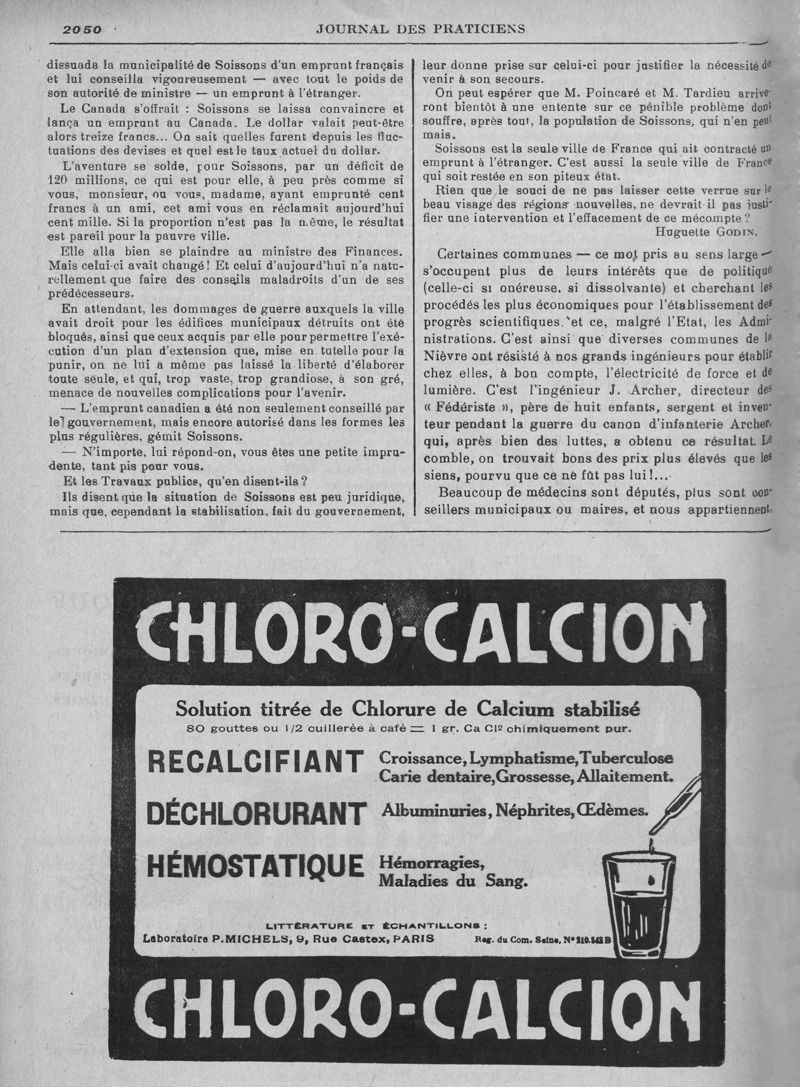 2050
JOURNAL DES PRATICIENS
dissuada la municipalité de Soissons d'un emprunt français
et lui conseilla vigoureusement — avec tout le poids de
son autorité de ministre — un emprunt à l'étranger.
Le Canada s'offrait : Soissons se laissa convaincre et
lança un emprunt au Canada. Le dollar valait peut-être
alors treize francs... On sait quelles furent depuis les fluc-
tuations des devises et quel est le taux actuel du dollar.
L'aventure se solde, pour Soissons, par un déficit de
120 millions, ce qui est pour elle, à peu près comme si
vous, monsieur, ou vous, madame, ayant emprunté cent
francs à un ami, cet ami vous en réclamait aujourd'hui
cent mille. Si la proportion n'est pas la même, le résultat
est pareil pour la pauvre ville.
Elle alla bien se plaindre au ministre des Finances.
Mais celui-ci avait changé! Et celui d'aujourd'hui n'a natu-
rellement que faire des conseils maladroits d'un de ses
prédécesseurs.
En attendant, les dommages de guerre auxquels la ville
avait droit pour les édifices municipaux détruits ont été
bloqués, ainsi que ceux acquis par elle pour permettre l'exé-
cution d'un plan d'extension que, mise en tutelle pour la
punir, on ne lui a même pas laissé la liberté d'élaborer
toute seule, et qui, trop vaste, trop grandiose, à son gré,
menace de nouvelles complications pour l'avenir.
— L'emprunt canadien a été non seulement conseillé par
le gouvernement, mais encore autorisé dans les formes les
plus régulières, gémit Soissons.
— N'importe, lui répond-on, vous êtes une petite impru-
dente, tant pis pour vous.
Et les Travaux publics, qu'en disent-ils ?
Ils disent que la situation de Soissons est peu juridique,
mais que, cependant la stabilisation, fait du gouvernement,
leur donne prise sur celui-ci pour justifier la nécessité de
venir à son secours.
On peut espérer que M. Poincaré et M. Tardieu arrive-
ront bientôt à une entente sur ce pénible problème dont
souffre, après tout, la population de Soissons, qui n'en peut
mais.
Soissons est la seule ville de France qui ait contracté un
emprunt à l'étranger. C'est aussi la seule ville de France
qui soit restée en son piteux état.
Rien que le souci de ne pas laisser cette verrue sur le
beau visage des régions nouvelles, ne devrait-il pas justi-
fier une intervention et l'effacement de ce mécompte ?
Huguette GODIN.
Certaines communes — ce mot pris au sens large —
s'occupent plus de leurs intérêts que de politique
(celle-ci si onéreuse, si dissolvante) et cherchant les
procédés les plus économiques pour l'établissement des
progrès scientifiques, et ce, malgré l'Etat, les Admi-
nistrations. C'est ainsi que diverses communes de la
Nièvre ont résisté à nos grands ingénieurs pour établir
chez elles, à bon compte, l'électricité de force et de
lumière. C'est l'ingénieur J. Archer, directeur des
« Fédériste », père de huit enfants, sergent et inven-
teur pendant la guerre du canon d'infanterie Archer,
qui, après bien des luttes, a obtenu ce résultat. Le
comble, on trouvait bons des prix plus élevés que les
siens, pourvu que ce ne fût pas lui !...
Beaucoup de médecins sont députés, plus sont con-
seillers municipaux ou maires, et nous appartiennent,
CHLORO-CALCION
Solution titrée de Chlorure de Calcium stabilisé
80 gouttes ou 1/2 cuillerée à café = 1 gr. Ca Cl² chimiquement pur.
RECALCIFIANT Croissance, Lymphatisme, Tuberculose
Carie dentaire, Grossesse, Allaitement.
DÉCHLORURANT Albuminuries, Néphrites, Œdèmes.
HÉMOSTATIQUE Hémorragies,
Maladies du Sang.
LITTÉRATURE ET ÉCHANTILLONS :
Laboratoire P. MICHELS, 9, Rue Castex, PARIS Reg. du Com. Seine, N° 210.542 B
CHLORO-CALCION